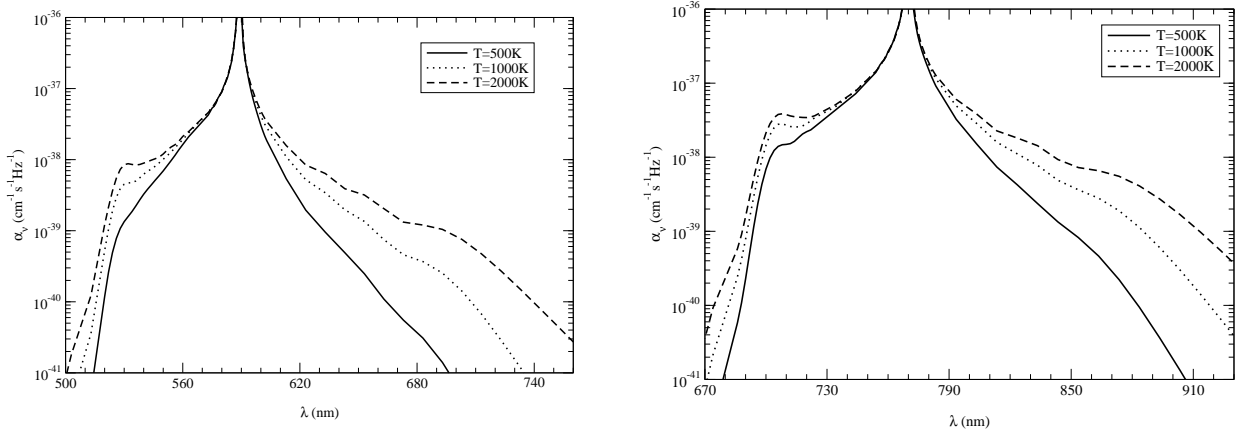 10^-36
10^-37
10^-38
10^-39
10^-40
10^-41
α_ν (cm^-1 s^-1 Hz^-1)
500
560
620
680
740
λ (nm)
T=500K
T=1000K
T=2000K
10^-36
10^-37
10^-38
10^-39
10^-40
10^-41
α_ν (cm^-1 s^-1 Hz^-1)
670
730
790
850
910
λ (nm)
T=500K
T=1000K
T=2000K